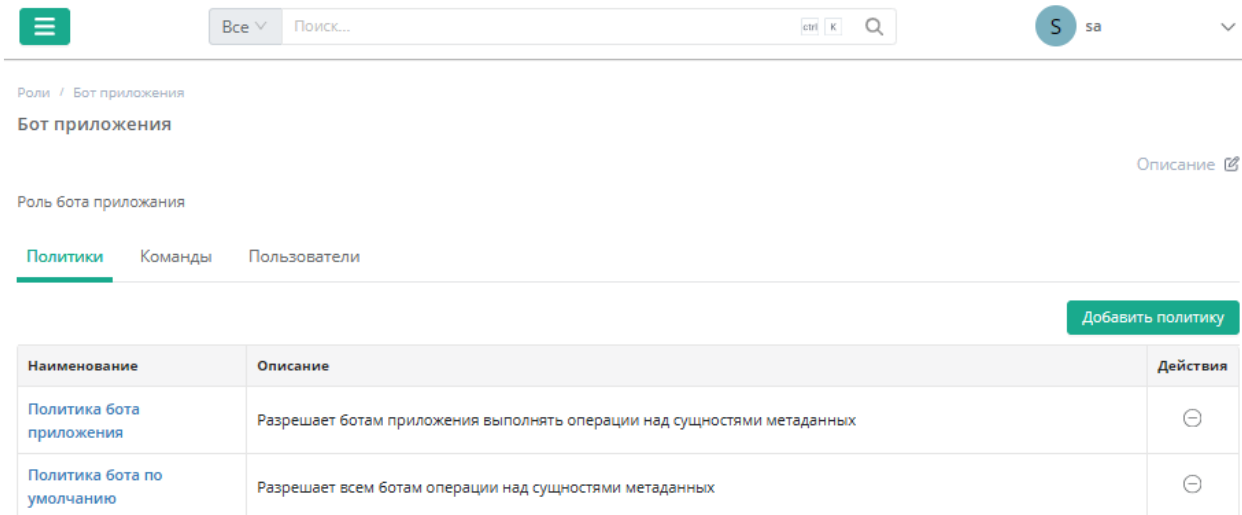 Все Поиск... ctrl K S sa
Роли / Бот приложения
Бот приложения
Описание
Роль бота приложания
Политики Команды Пользователи
Добавить политику
Наименование Описание Действия
Политика бота
приложения
Разрешает ботам приложения выполнять операции над сущностями метаданных
Политика бота по
умолчанию
Разрешает всем ботам операции над сущностями метаданных